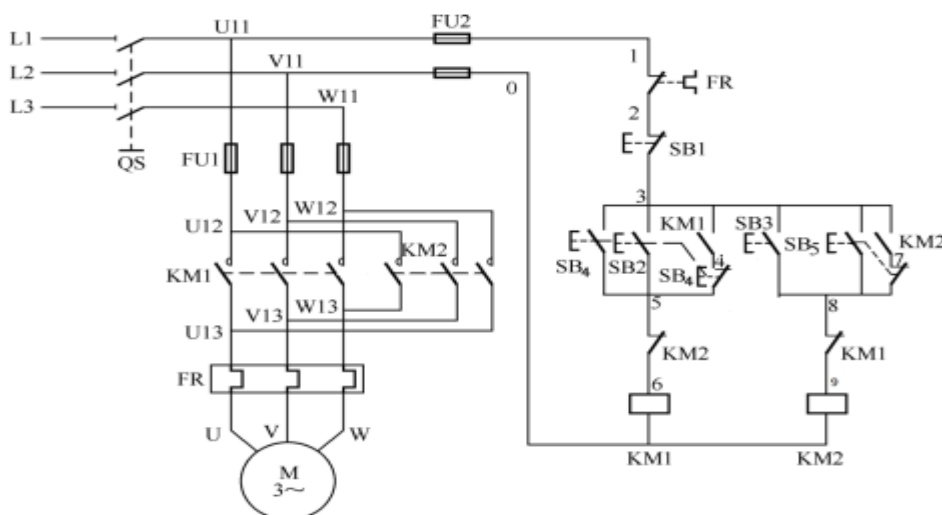 U11 FU2
L1 1
V11
L2 0 FR
W11
L3 2
QS FU1 SB1
3
U12 V12 W12 KM1 SB3 KM2
KM1 KM2 SB4 SB2 SB4 4 SB5 7
W13 5 8
V13
U13 KM2 KM1
FR 6 9
U V W
KM1 KM2
M
3～